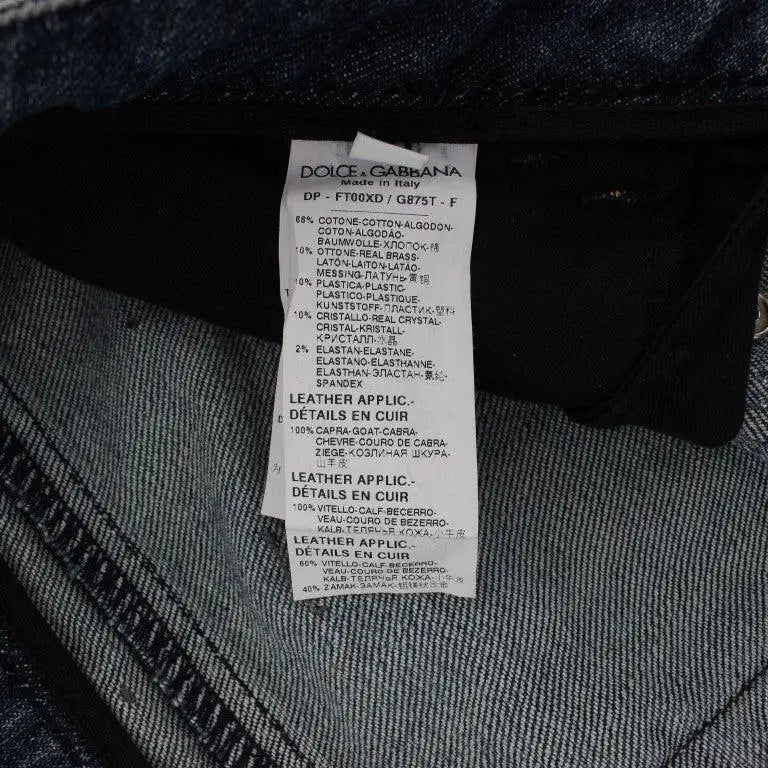 DOLCE & GABBANA
Made in Italy
DP - FT00XD / G875T - F
68% COTONE-COTTON-ALGODON-
COTON-ALGODÃO-
BAUMWOLLE-ХЛОПОК-棉
10% OTTONE-REAL BRASS-
LATÓN-LAITON-LATÃO-
MESSING-ЛАТУНЬ-黄铜
10% PLASTICA-PLASTIC-
PLASTICO-PLASTIQUE-
KUNSTSTOFF-ПЛАСТИК-塑料
10% CRISTALLO-REAL CRYSTAL-
CRISTAL-KRISTALL-
КРИСТАЛЛ-水晶
2% ELASTAN-ELASTANE-
ELASTANO-ELASTHANNE-
ELASTHAN-ЭЛАСТАН-氨纶-
SPANDEX
LEATHER APPLIC.-
DÉTAILS EN CUIR
100% CAPRA-GOAT-CABRA-
CHEVRE-COURO DE CABRA-
ZIEGE-КОЗЛИНАЯ ШКУРА-
山羊皮
LEATHER APPLIC.-
DÉTAILS EN CUIR
100% VITELLO-CALF-BECERRO-
VEAU-COURO DE BEZERRO-
KALB-ТЕЛЯЧЬЯ КОЖА-小牛皮
LEATHER APPLIC.-
DÉTAILS EN CUIR
60% VITELLO-CALF-BECERRO-
VEAU-COURO DE BEZERRO-
KALB-ТЕЛЯЧЬЯ КОЖА-小牛皮
40% ZAMAK-ZAMAK-
为